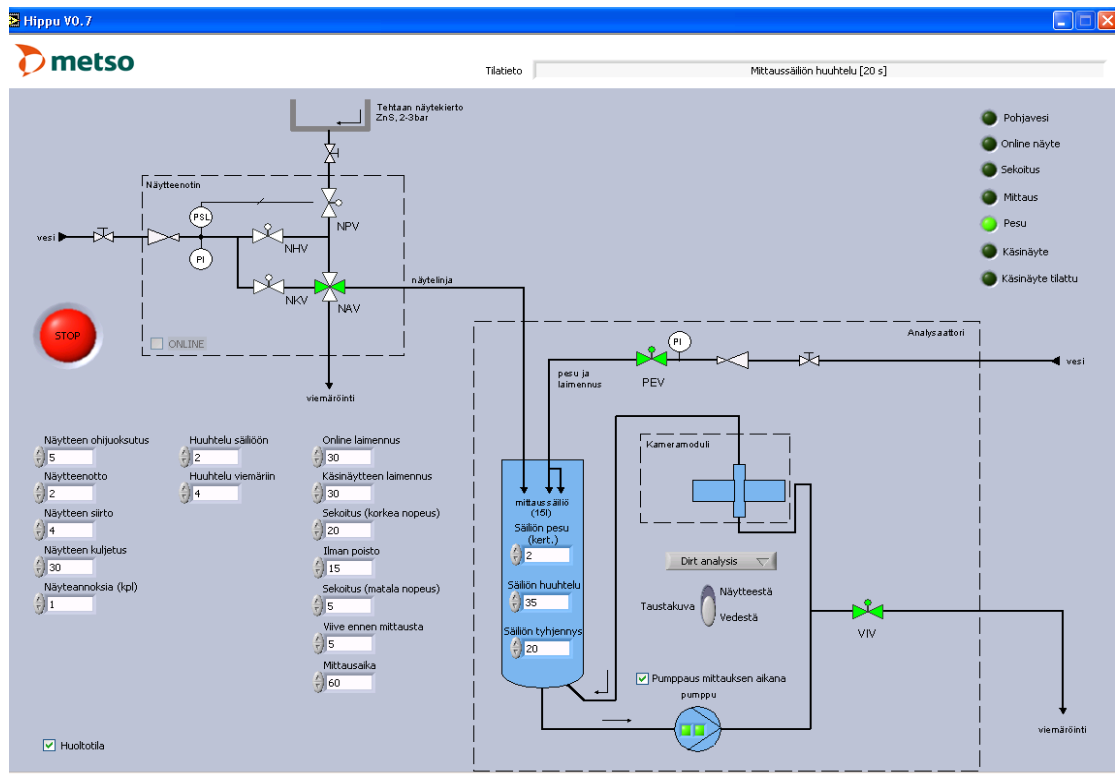 Hippu V0.7
metso
Tilatieto
Mittaussäiliön huuhtelu [20 s]
Tehtaan näytekierto
ZnS, 2-3bar
Pohjavesi
Online näyte
Sekoitus
Mittaus
Pesu
Käsinäyte
Käsinäyte tilattu
Näytteenotin
PSL
NPV
vesi
NHV
PI
NKV
NAV
näytelinja
STOP
ONLINE
viemäröinti
Analysaattori
PI
vesi
PEV
pesu ja
laimennus
Näytteen ohijuoksutus
5
Näytteenotto
2
Näytteen siirto
4
Näytteen kuljetus
30
Näyteannoksia (kpl)
1
Huuhtelu säiliöön
2
Huuhtelu viemäriin
4
Online laimennus
30
Käsinäytteen laimennus
30
Sekoitus (korkea nopeus)
20
Ilman poisto
15
Sekoitus (matala nopeus)
5
Viive ennen mittausta
5
Mittausaika
60
mittaussäiliö
(15l)
Säiliön pesu
(kert.)
2
Säiliön huuhtelu
35
Säiliön tyhjennys
20
Kameramoduli
Dirt analysis
Taustakuva
Näytteestä
Vedestä
VIV
Pumppaus mittauksen aikana
pumppu
viemäröinti
Huoltotila